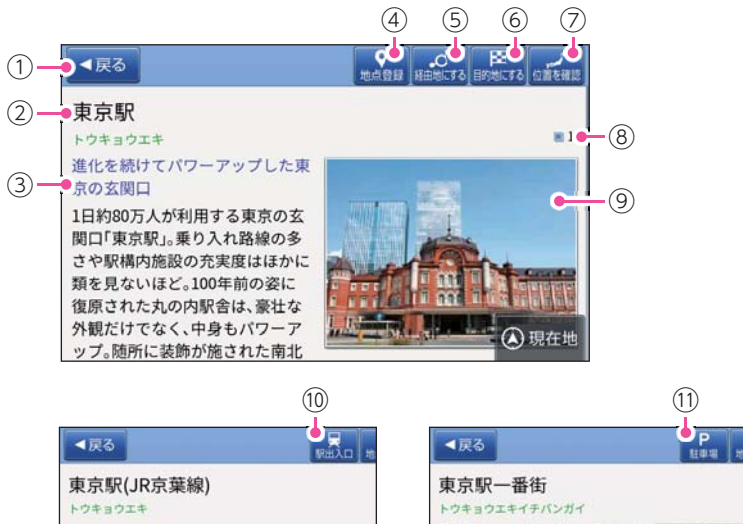 ④ ⑤ ⑥ ⑦
① ◀戻る 地点登録 経由地にする 目的地にする 位置を確認
② 東京駅
トウキョウエキ
1 ⑧
③ 進化を続けてパワーアップした東
京の玄関口
⑨
1日約80万人が利用する東京の玄
関口「東京駅」。乗り入れ路線の多
さや駅構内施設の充実度はほかに
類を見ないほど。100年前の姿に
復原された丸の内駅舎は、豪壮な
外観だけでなく、中身もパワーア
ップ。随所に装飾が施された南北
現在地
⑩
◀戻る 駅出入口 地
東京駅(JR京葉線)
トウキョウエキ
⑪
◀戻る P 駐車場 地
東京駅一番街
トウキョウエキイチバンガイ